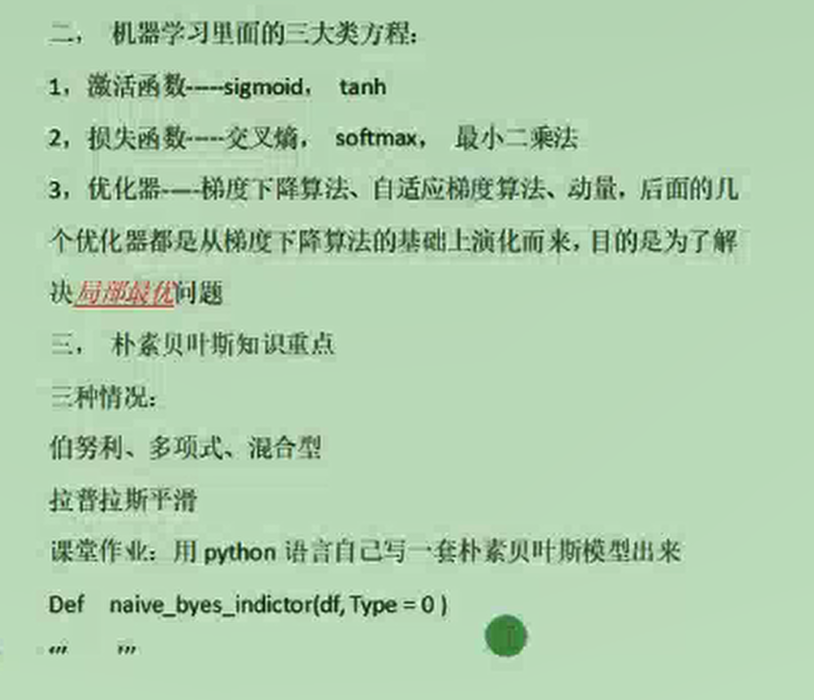 二， 机器学习里面的三大类方程：
1，激活函数-----sigmoid， tanh
2，损失函数-----交叉熵， softmax， 最小二乘法
3，优化器-----梯度下降算法、自适应梯度算法、动量，后面的几
个优化器都是从梯度下降算法的基础上演化而来，目的是为了解
决局部最优问题
三， 朴素贝叶斯知识重点
三种情况：
伯努利、多项式、混合型
拉普拉斯平滑
课堂作业：用 python 语言自己写一套朴素贝叶斯模型出来
Def naive_byes_indictor(df, Type = 0 )
''' '''